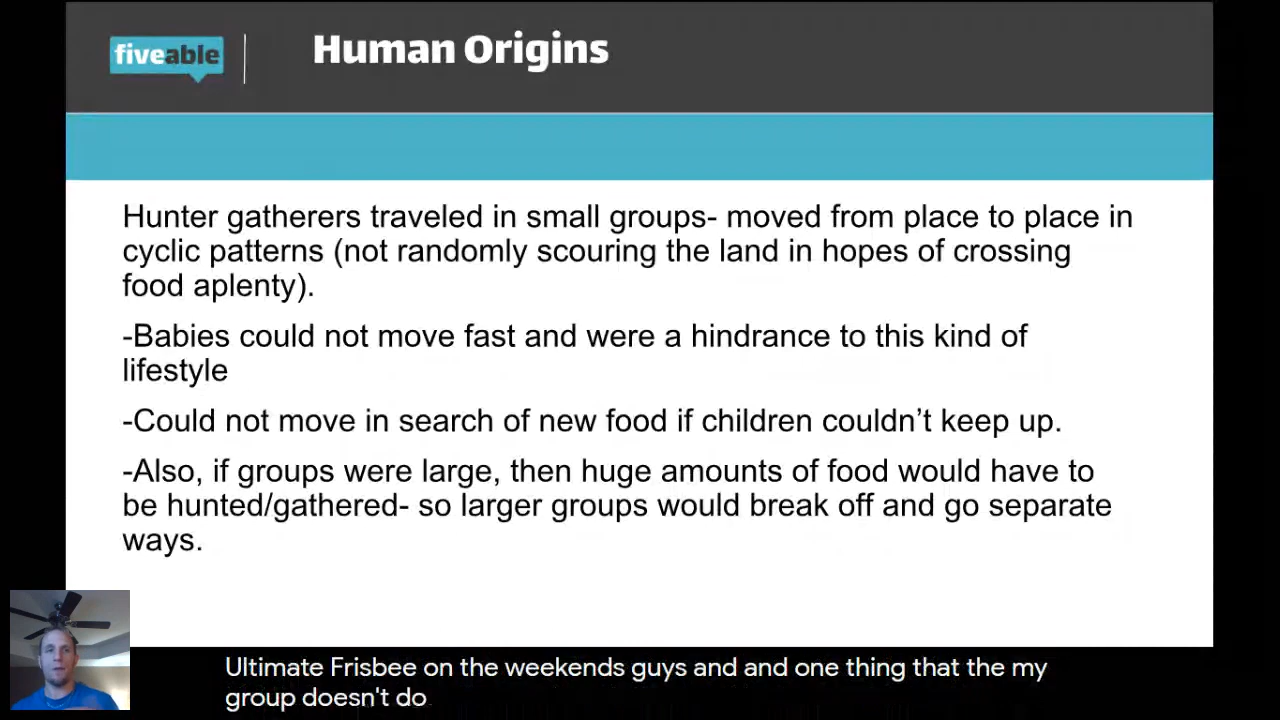 fiveable
Human Origins
Hunter gatherers traveled in small groups- moved from place to place in
cyclic patterns (not randomly scouring the land in hopes of crossing
food aplenty).
-Babies could not move fast and were a hindrance to this kind of
lifestyle
-Could not move in search of new food if children couldn’t keep up.
-Also, if groups were large, then huge amounts of food would have to
be hunted/gathered- so larger groups would break off and go separate
ways.
Ultimate Frisbee on the weekends guys and and one thing that the my
group doesn't do